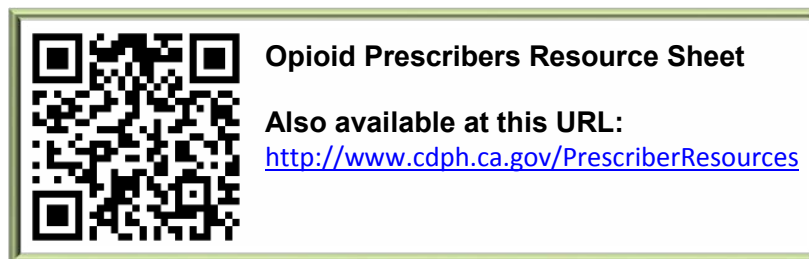 Opioid Prescribers Resource Sheet
Also available at this URL:
http://www.cdph.ca.gov/PrescriberResources